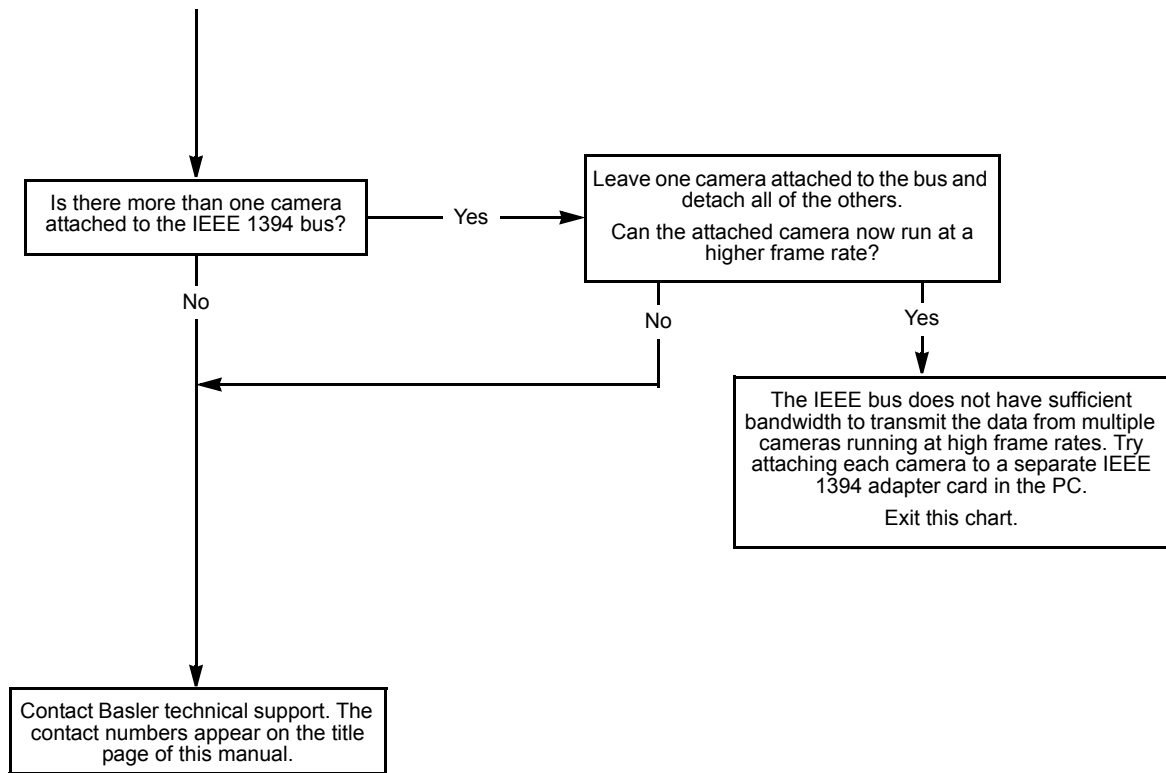 Is there more than one camera
attached to the IEEE 1394 bus?
Yes
Leave one camera attached to the bus and
detach all of the others.
Can the attached camera now run at a
higher frame rate?
No
No
Yes
The IEEE bus does not have sufficient
bandwidth to transmit the data from multiple
cameras running at high frame rates. Try
attaching each camera to a separate IEEE
1394 adapter card in the PC.
Exit this chart.
Contact Basler technical support. The
contact numbers appear on the title
page of this manual.